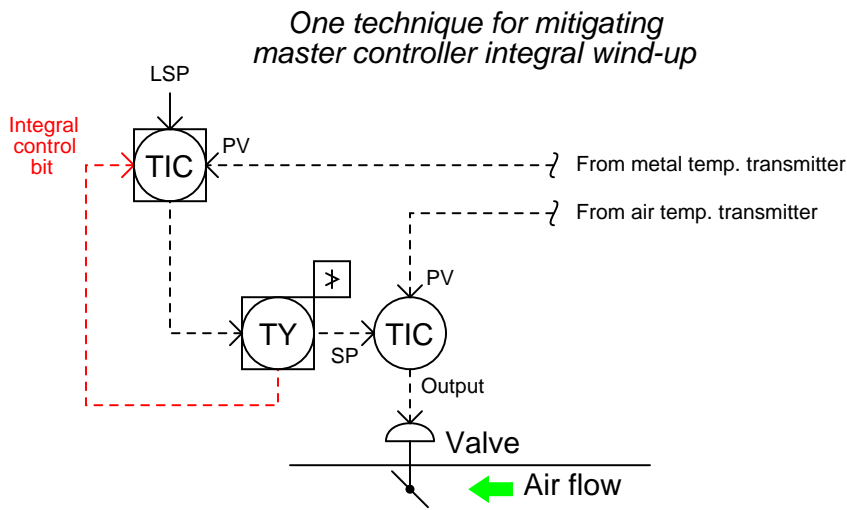 One technique for mitigating
master controller integral wind-up
LSP
Integral
control
bit
TIC
PV
From metal temp. transmitter
From air temp. transmitter
PV
TY
SP
TIC
Output
Valve
Air flow